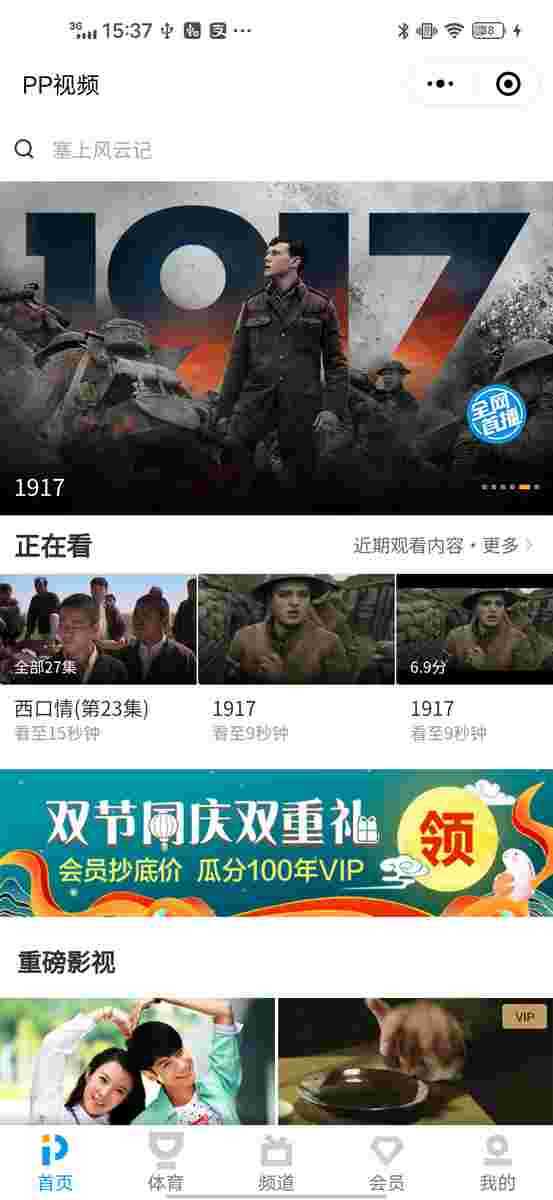 3G 15:37
PP视频
塞上风云记
1917
全网
首播
1917
正在看
近期观看内容·更多
全部27集
6.9分
西口情(第23集)
1917
1917
看至15秒钟
看至9秒钟
看至9秒钟
双节同庆双重礼
领
会员抄底价 瓜分100年VIP
重磅影视
VIP
首页
体育
频道
会员
我的